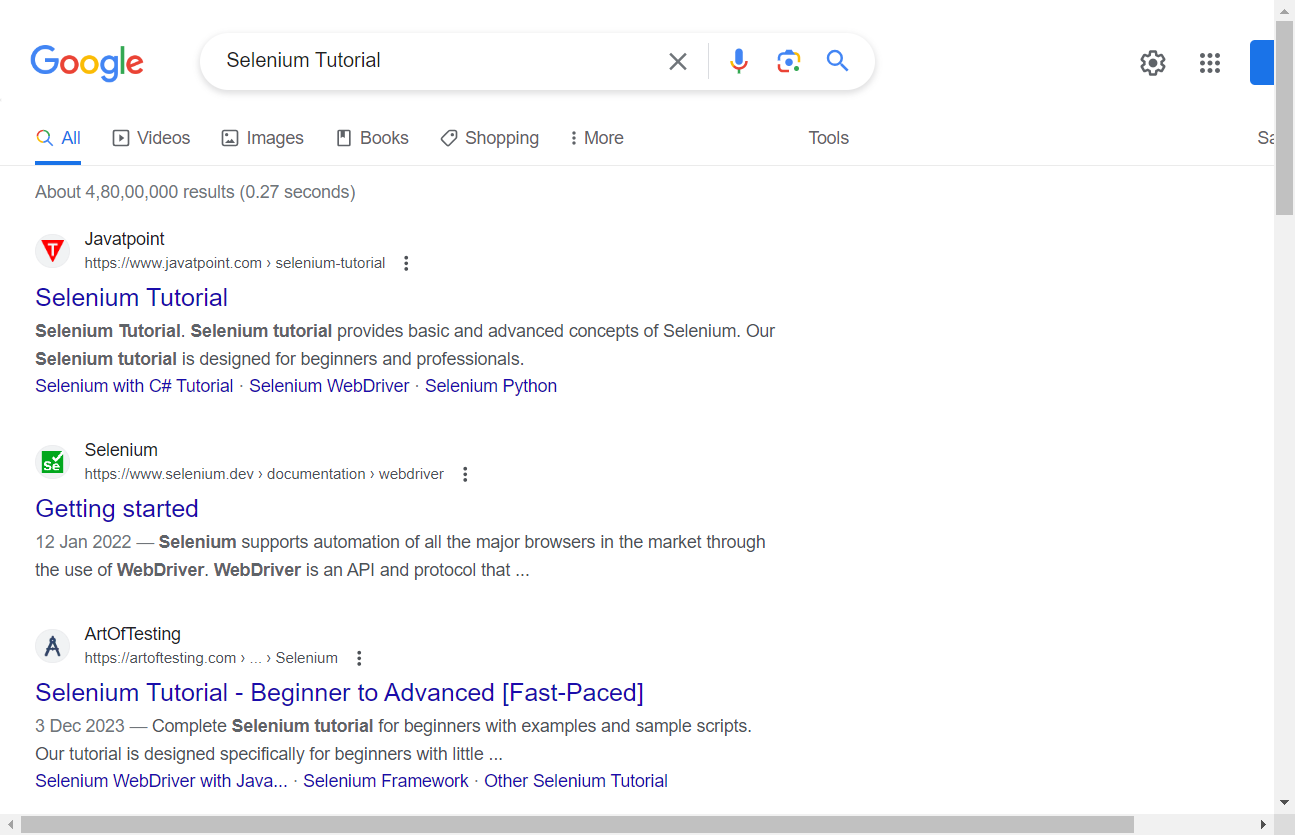 Google
Selenium Tutorial
All Videos Images Books Shopping More Tools
About 4,80,00,000 results (0.27 seconds)
T
Javatpoint
https://www.javatpoint.com › selenium-tutorial
Selenium Tutorial
Selenium Tutorial. Selenium tutorial provides basic and advanced concepts of Selenium. Our
Selenium tutorial is designed for beginners and professionals.
Selenium with C# Tutorial · Selenium WebDriver · Selenium Python
Se
Selenium
https://www.selenium.dev › documentation › webdriver
Getting started
12 Jan 2022 — Selenium supports automation of all the major browsers in the market through
the use of WebDriver. WebDriver is an API and protocol that ...
ArtOfTesting
https://artoftesting.com › ... › Selenium
Selenium Tutorial - Beginner to Advanced [Fast-Paced]
3 Dec 2023 — Complete Selenium tutorial for beginners with examples and sample scripts.
Our tutorial is designed specifically for beginners with little ...
Selenium WebDriver with Java... · Selenium Framework · Other Selenium Tutorial